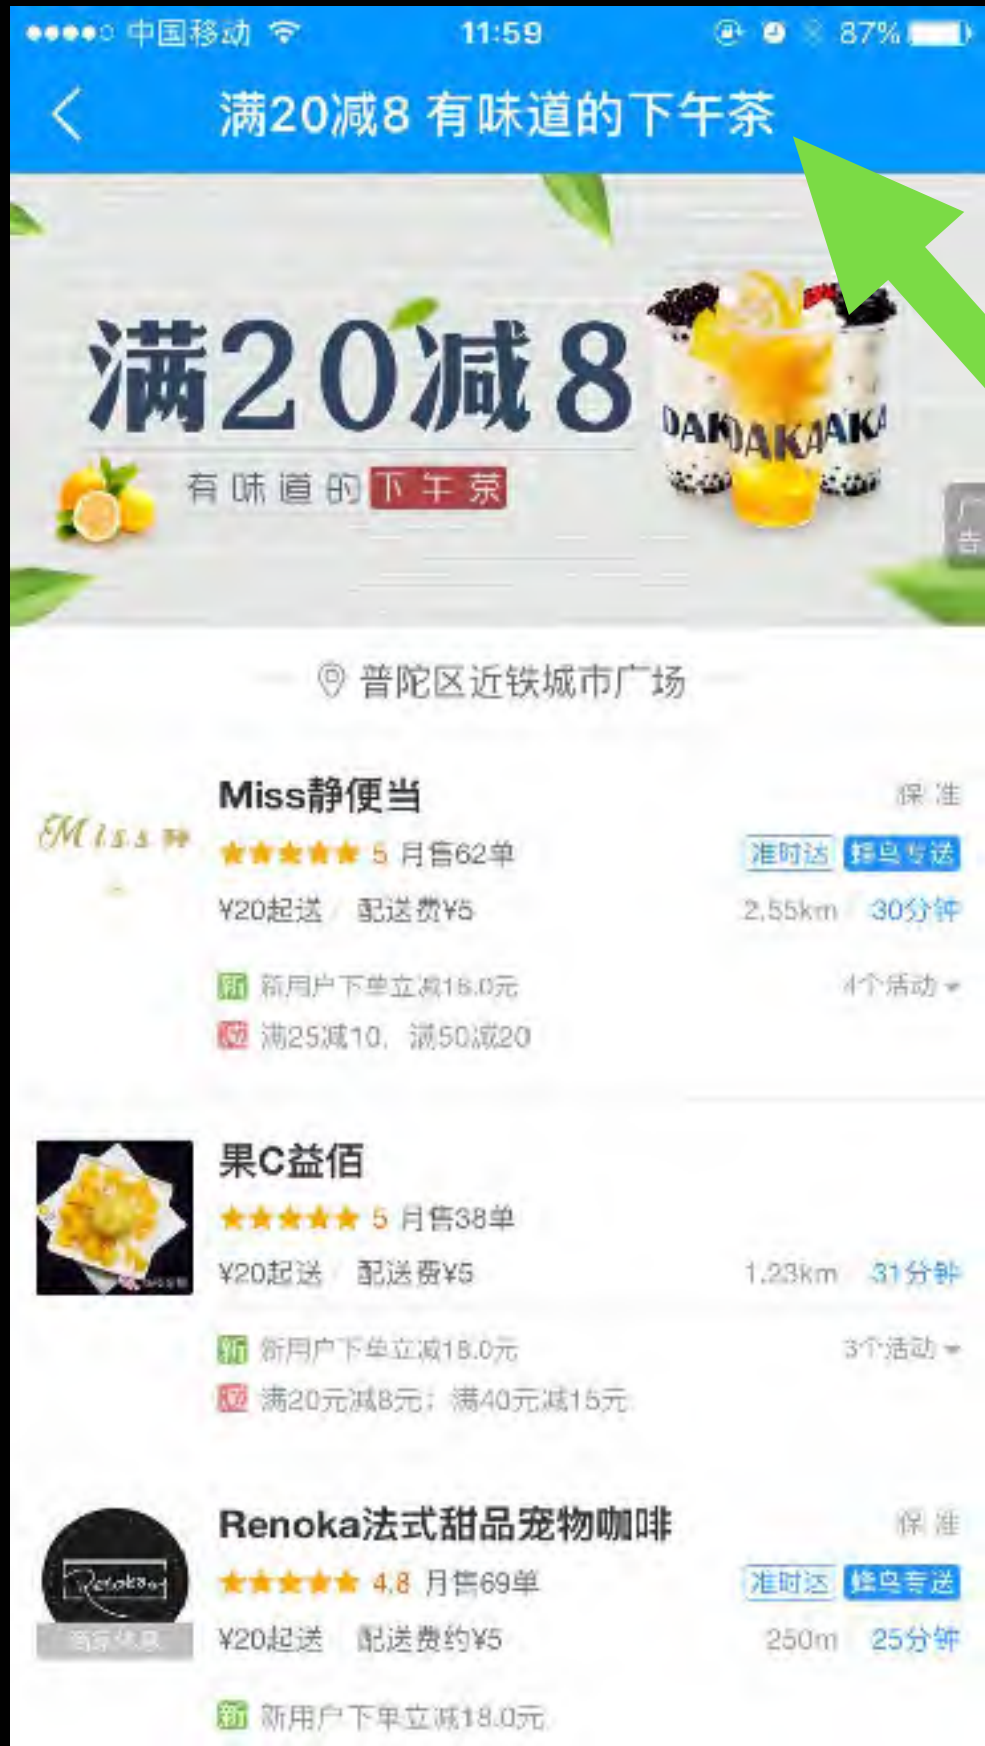 中国移动 11:59 87%
满20减8 有味道的下午茶
满20减8
有味道的下午茶
DAKA
广告
普陀区近铁城市广场
Miss静便当
保 准
Miss
5 月售62单
准时达 蜂鸟专送
¥20起送 / 配送费¥5
2.55km / 30分钟
新 新用户下单立减18.0元
4个活动
减 满25减10，满50减20
果C益佰
5 月售38单
¥20起送 / 配送费¥5
1.23km / 31分钟
新 新用户下单立减18.0元
3个活动
减 满20元减8元；满40元减15元
Renoka法式甜品宠物咖啡
保 准
4.8 月售69单
准时达 蜂鸟专送
商家休息
¥20起送 / 配送费约¥5
250m / 25分钟
新 新用户下单立减18.0元